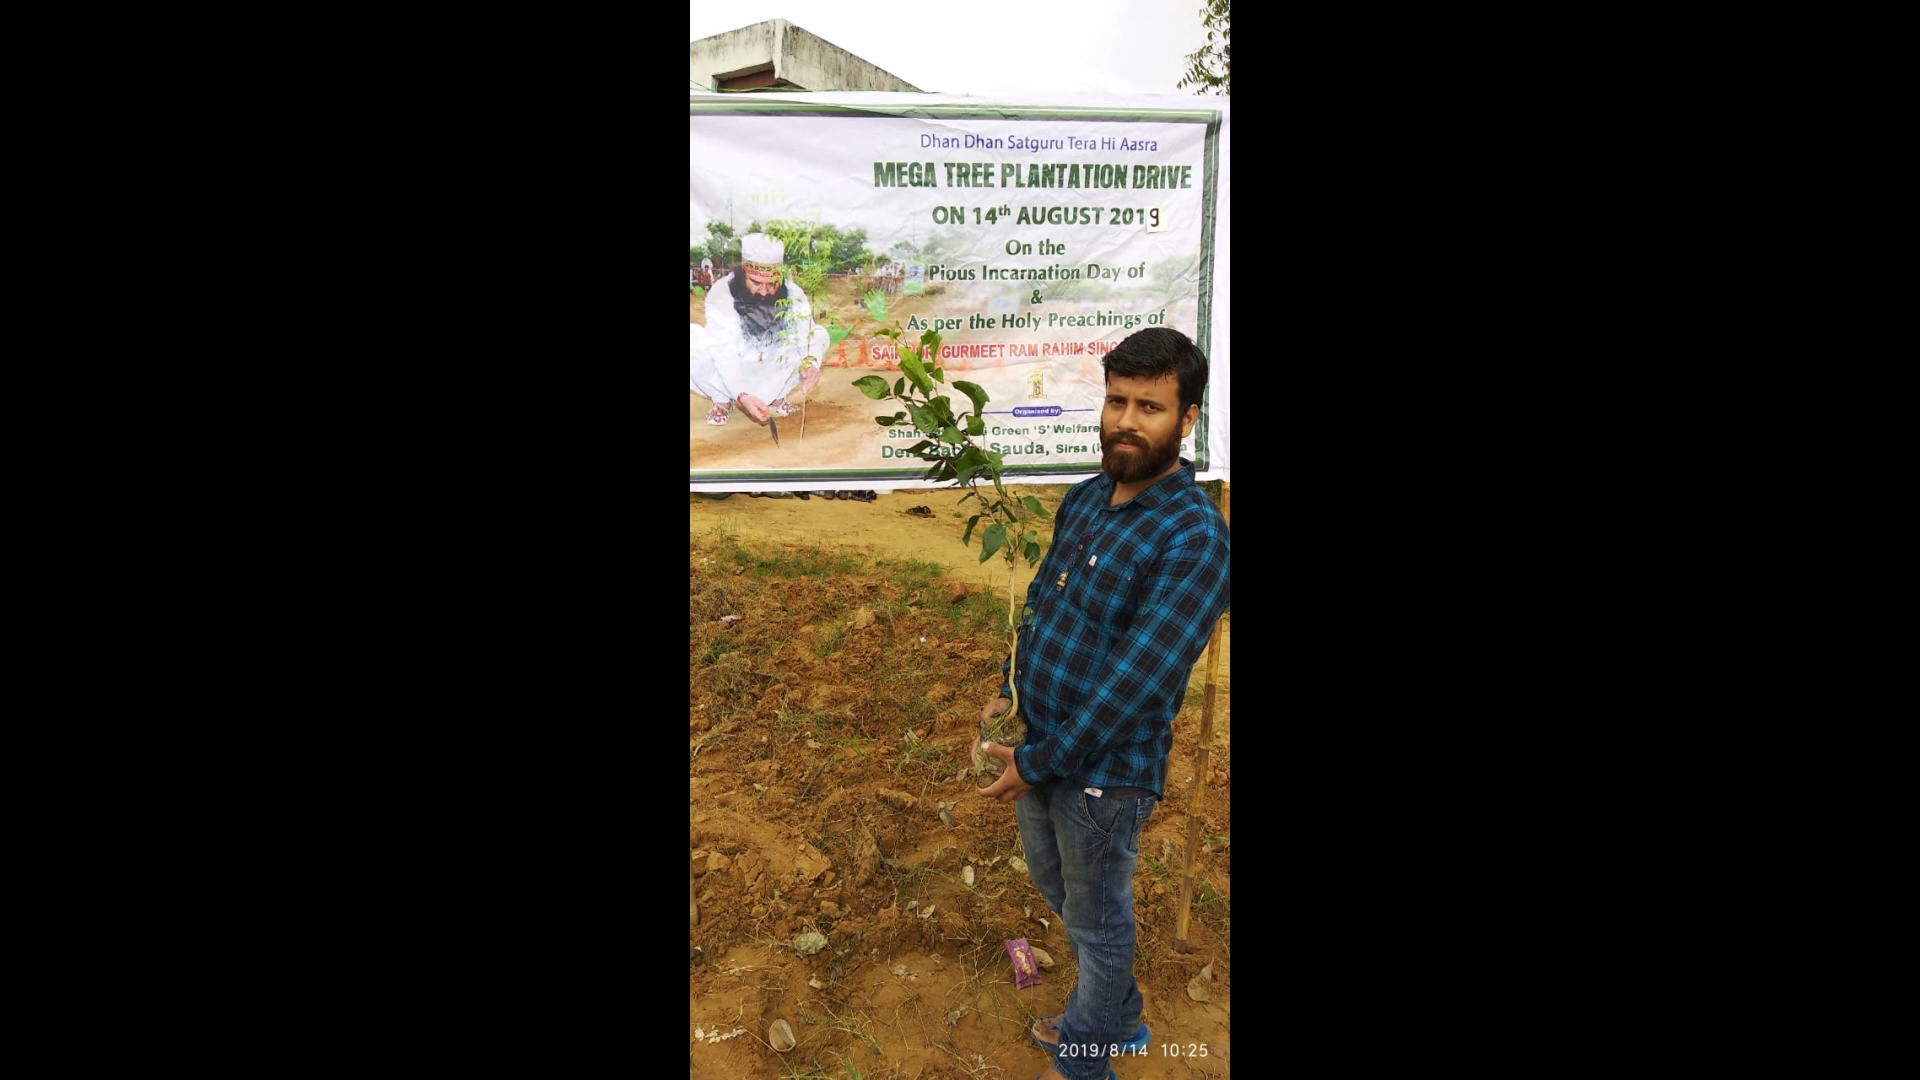 Dhan Dhan Satguru Tera Hi Aasra
MEGA TREE PLANTATION DRIVE
ON 14th AUGUST 2019
On the
Pious Incarnation Day of
&
As per the Holy Preachings of
GURMEET RAM RAHIM
Organised by:
Green 'S' Welfare
Sauda, Sirsa
2019/8/14 10:25